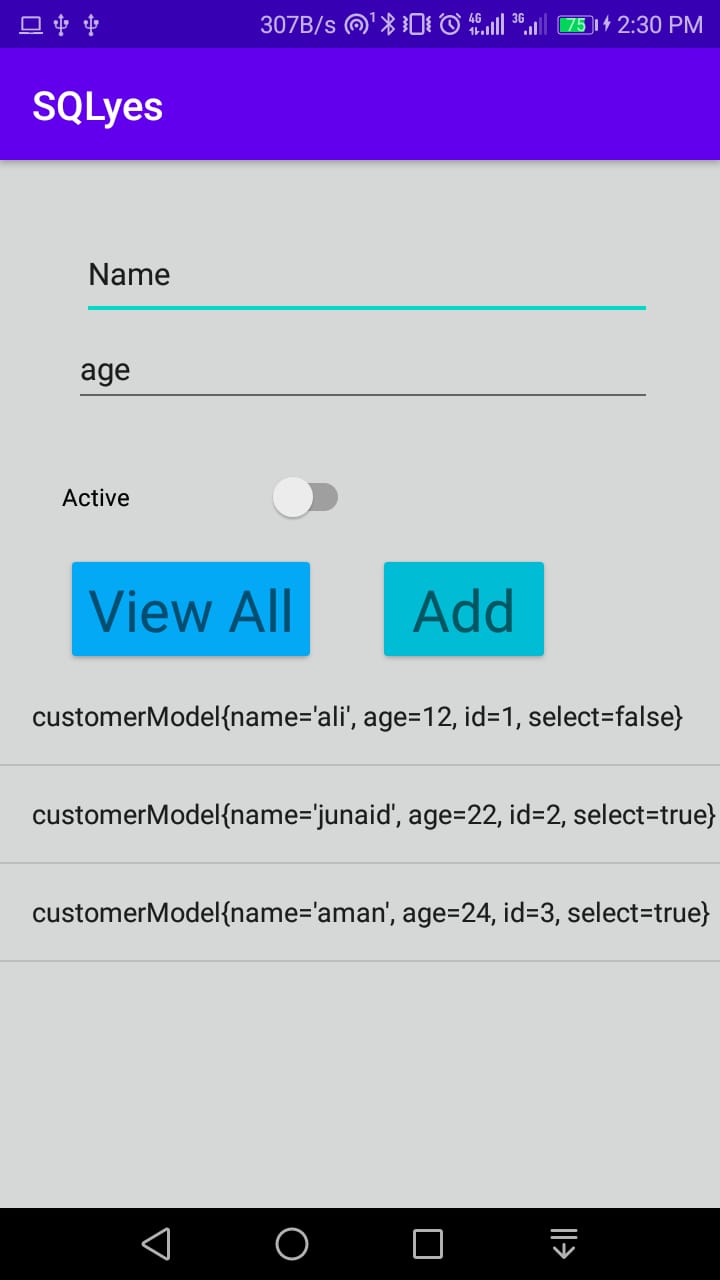 307B/s 1 4G 3G 75 2:30 PM
SQLyes
Name
age
Active
View All Add
customerModel{name='ali', age=12, id=1, select=false}
customerModel{name='junaid', age=22, id=2, select=true}
customerModel{name='aman', age=24, id=3, select=true}